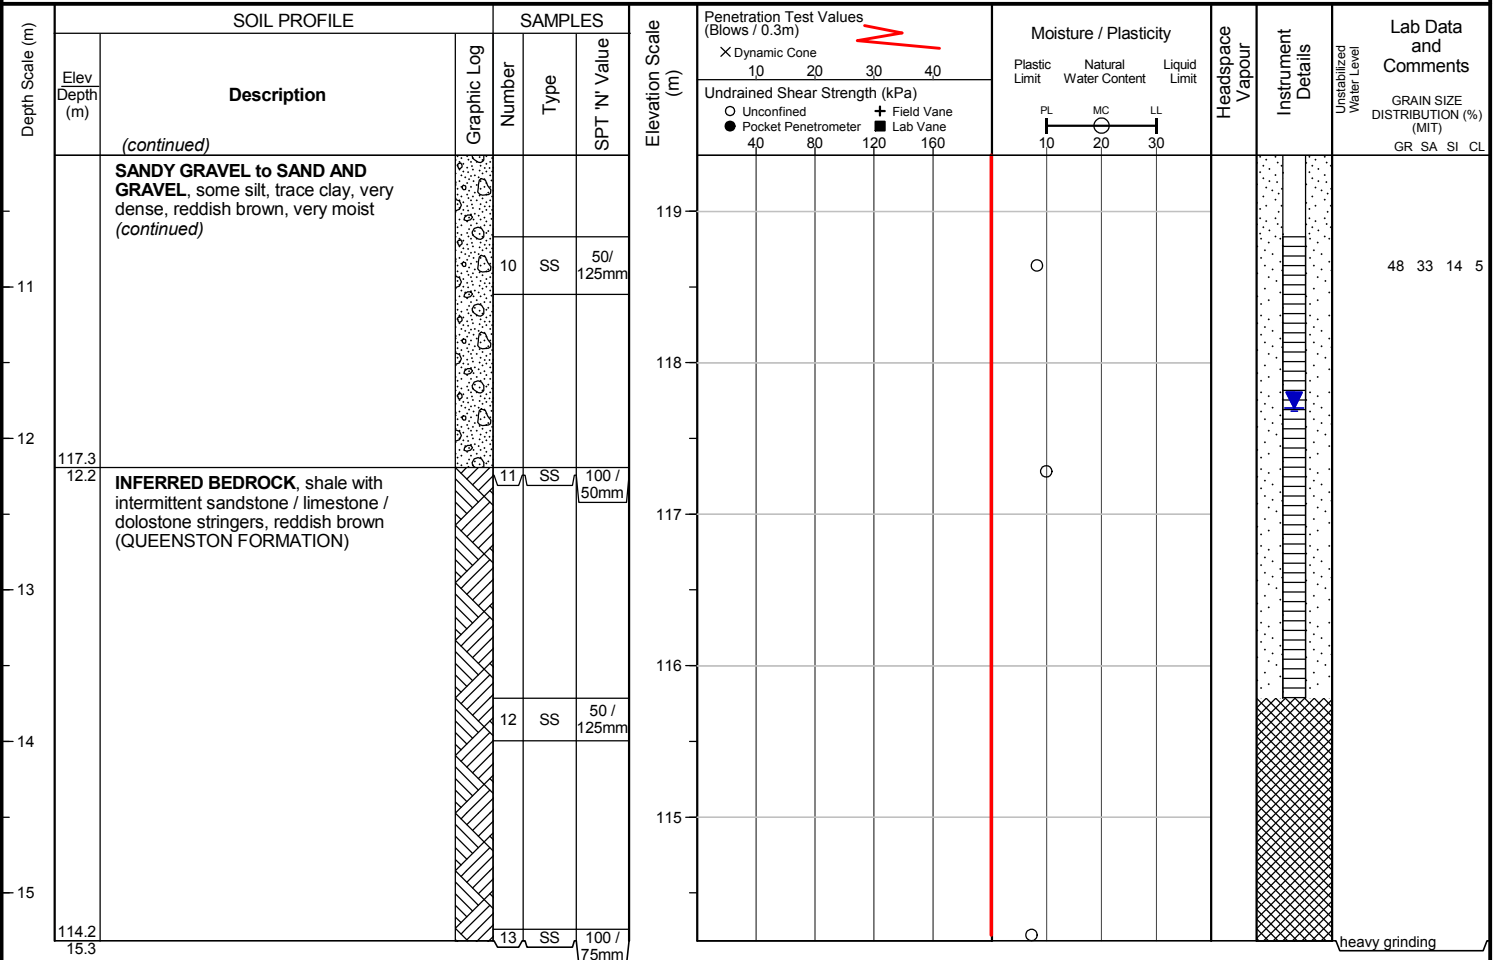 SOIL PROFILE
SAMPLES
Depth Scale (m)
Elev
Depth
(m)
Description
(continued)
Graphic Log
Number
Type
SPT 'N' Value
Elevation Scale
(m)
Penetration Test Values
(Blows / 0.3m)
X Dynamic Cone
10 20 30 40
Undrained Shear Strength (kPa)
Unconfined
Field Vane
Pocket Penetrometer
Lab Vane
40 80 120 160
Moisture / Plasticity
Plastic
Limit
Natural
Water Content
Liquid
Limit
PL MC LL
10 20 30
Headspace
Vapour
Instrument
Details
Unstabilized
Water Level
Lab Data
and
Comments
GRAIN SIZE
DISTRIBUTION (%)
(MIT)
GR SA SI CL
SANDY GRAVEL to SAND AND
GRAVEL, some silt, trace clay, very
dense, reddish brown, very moist
(continued)
119
10 SS 50/
125mm
48 33 14 5
11
118
12
117.3
12.2
INFERRED BEDROCK, shale with
intermittent sandstone / limestone /
dolostone stringers, reddish brown
(QUEENSTON FORMATION)
11 SS 100 /
50mm
117
13
116
12 SS 50 /
125mm
14
115
15
114.2
15.3
13 SS 100 /
75mm
heavy grinding